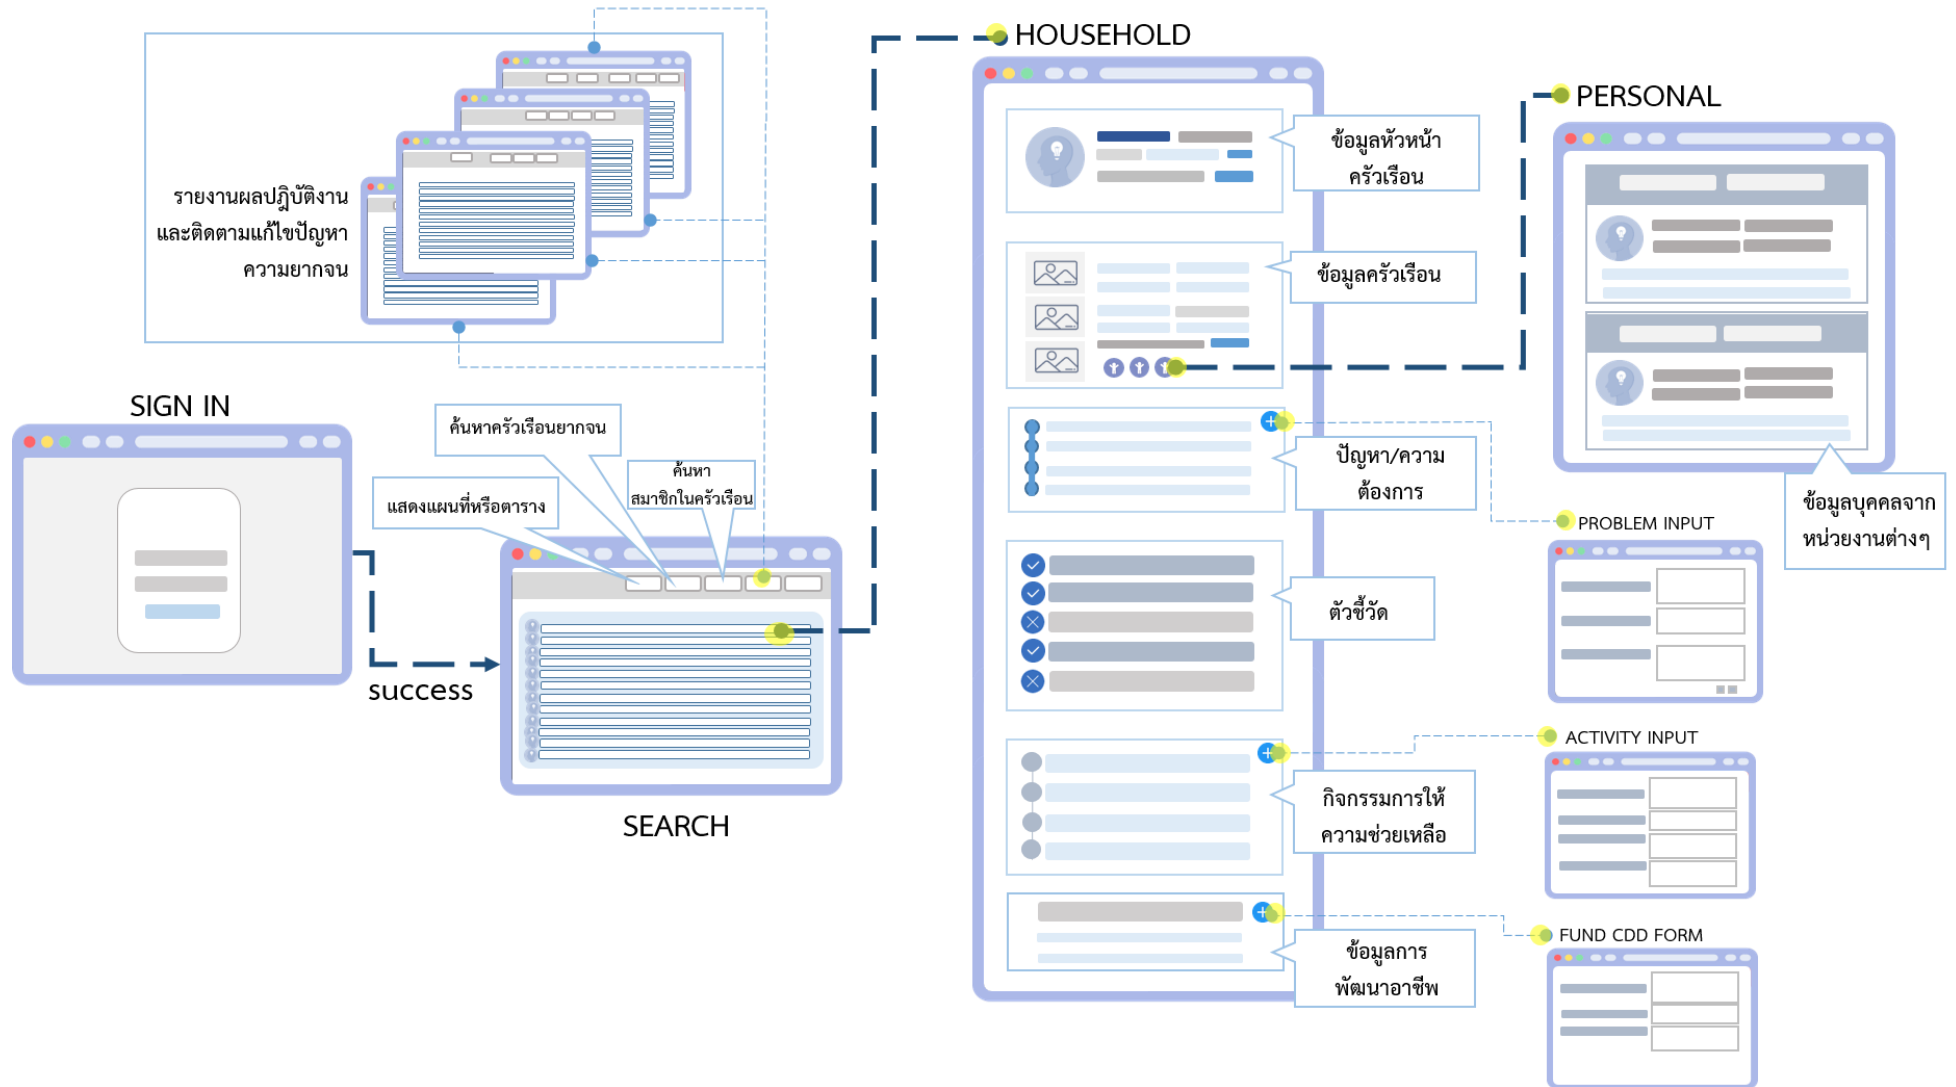 รายงานผลปฎิบัติงาน
และติดตามแก้ไขปัญหา
ความยากจน
SIGN IN
success
ค้นหาครัวเรือนยากจน
แสดงแผนที่หรือตาราง
ค้นหา
สมาชิกในครัวเรือน
SEARCH
HOUSEHOLD
ข้อมูลหัวหน้า
ครัวเรือน
ข้อมูลครัวเรือน
ปัญหา/ความ
ต้องการ
ตัวชี้วัด
กิจกรรมการให้
ความช่วยเหลือ
ข้อมูลการ
พัฒนาอาชีพ
PERSONAL
ข้อมูลบุคคลจาก
หน่วยงานต่างๆ
PROBLEM INPUT
ACTIVITY INPUT
FUND CDD FORM